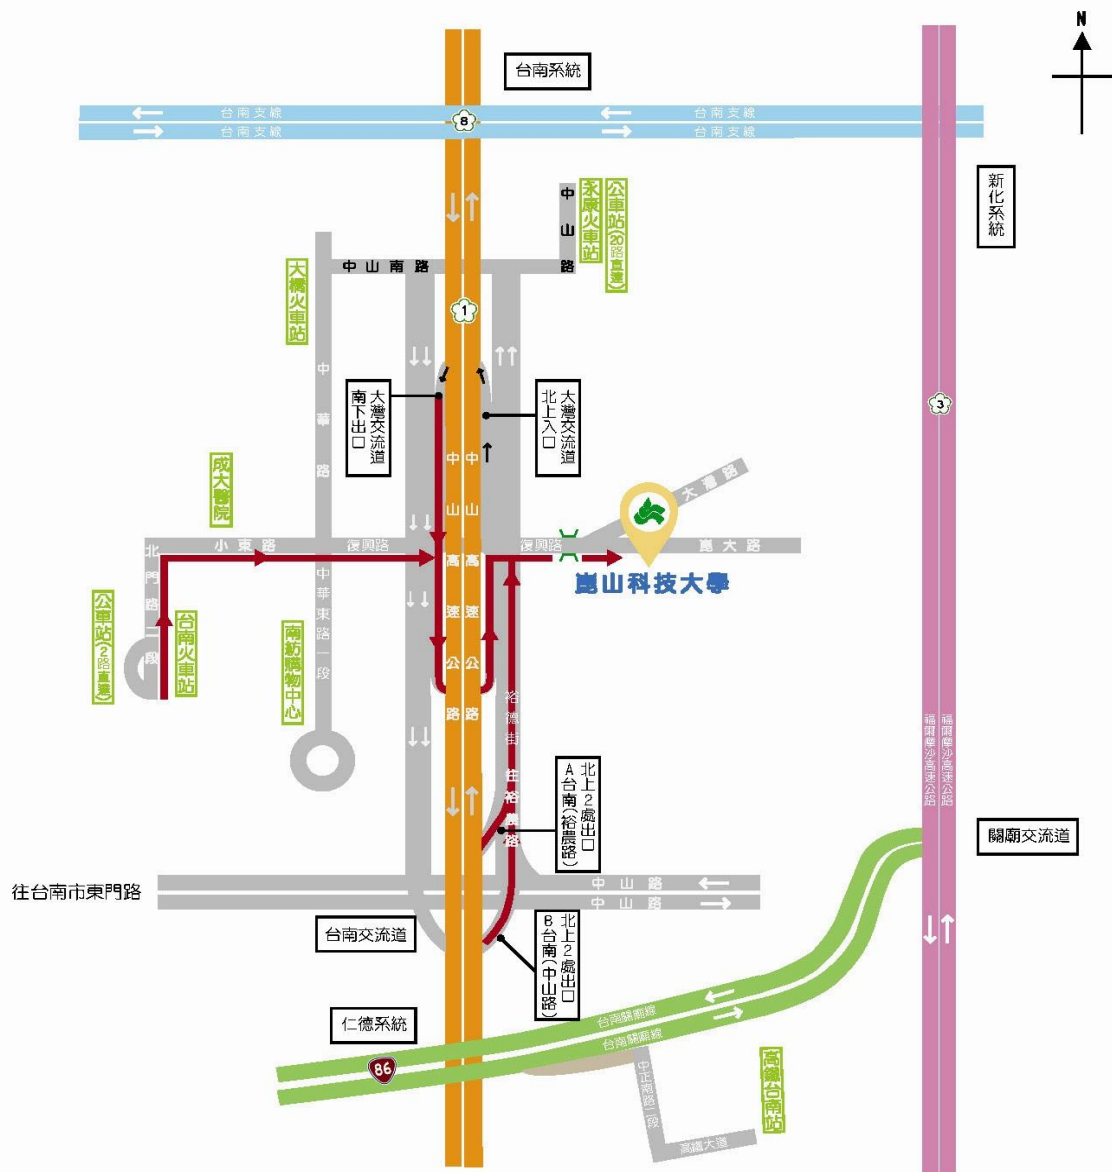 N
台南系統
台南支線
台南支線
台南支線
台南支線
8
新化系統
中山路
永康火車站
公車站(20路直達)
中山南路
大橋火車站
1
中華路
大灣交流道
南下出口
大灣交流道
北上入口
3
成大醫院
中山高速公路
中山高速公路
大灣路
小東路
復興路
復興路
崑大路
崑山科技大學
北門路二段
中華東路一段
公車站(2路直達)
台南火車站
南紡購物中心
裕德街
往裕農路
福爾摩沙高速公路
福爾摩沙高速公路
北上2處出口
A台南(裕農路)
關廟交流道
往台南市東門路
中山路
中山路
台南交流道
北上2處出口
B台南(中山路)
仁德系統
台南關廟線
台南關廟線
86
中正南路二段
高鐵台南站
高鐵大道